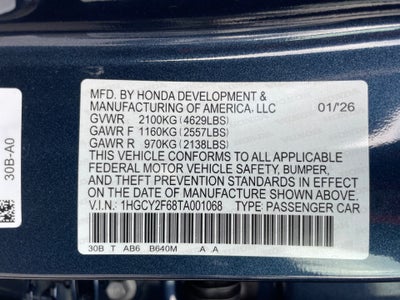 MFD. BY HONDA DEVELOPMENT &
MANUFACTURING OF AMERICA, LLC 01/26
GVWR 2100KG (4629LBS)
GAWR F 1160KG (2557LBS)
GAWR R 970KG (2138LBS)
THIS VEHICLE CONFORMS TO ALL APPLICABLE
FEDERAL MOTOR VEHICLE SAFETY, BUMPER,
AND THEFT PREVENTION STANDARDS IN EFFECT
ON THE DATE OF MANUFACTURE SHOWN ABOVE.
V.I.N.: 1HGCY2F68TA001068 TYPE PASSENGER CAR
30B T AB6 B640M A A
30B-A0